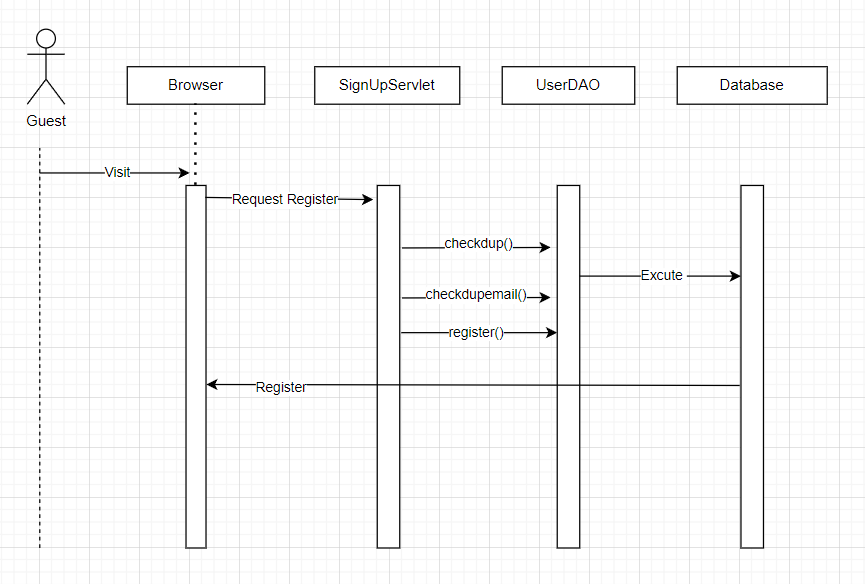 Guest
Browser
SignUpServlet
UserDAO
Database
Visit
Request Register
checkdup()
Excute
checkdupemail()
register()
Register